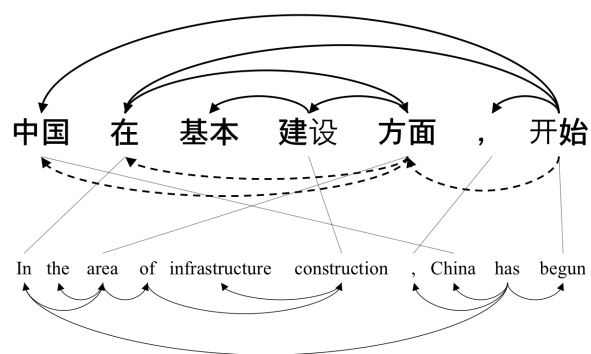 中国 在 基本 建设 方面 , 开始
In the area of infrastructure construction , China has begun